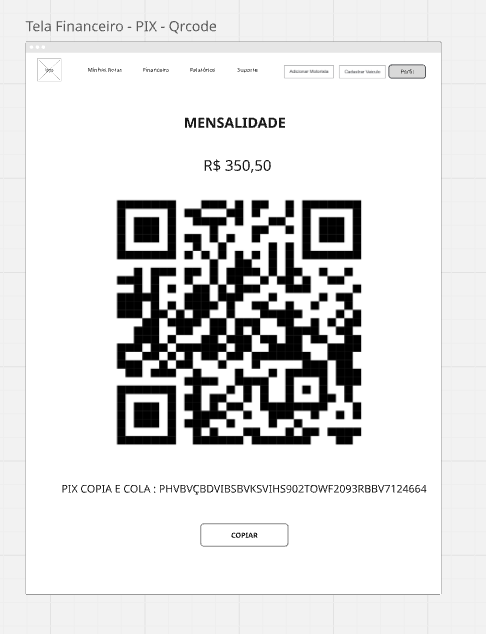 Tela Financeiro - PIX - Qrcode
Minhas Rotas Financeiro Relatórios Suporte Adicionar Motorista Cadastrar Veículo Perfil
MENSALIDADE
R$ 350,50
PIX COPIA E COLA : PHVBVÇBDVIBSBVKSVIHS902TOWF2093RBBV7124664
COPIAR